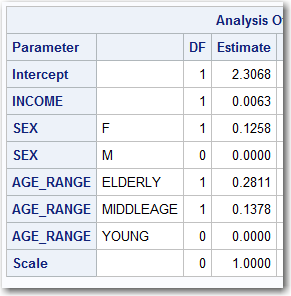 Analysis O
Parameter DF Estimate
Intercept 1 2.3068
INCOME 1 0.0063
SEX F 1 0.1258
SEX M 0 0.0000
AGE_RANGE ELDERLY 1 0.2811
AGE_RANGE MIDDLEAGE 1 0.1378
AGE_RANGE YOUNG 0 0.0000
Scale 0 1.0000